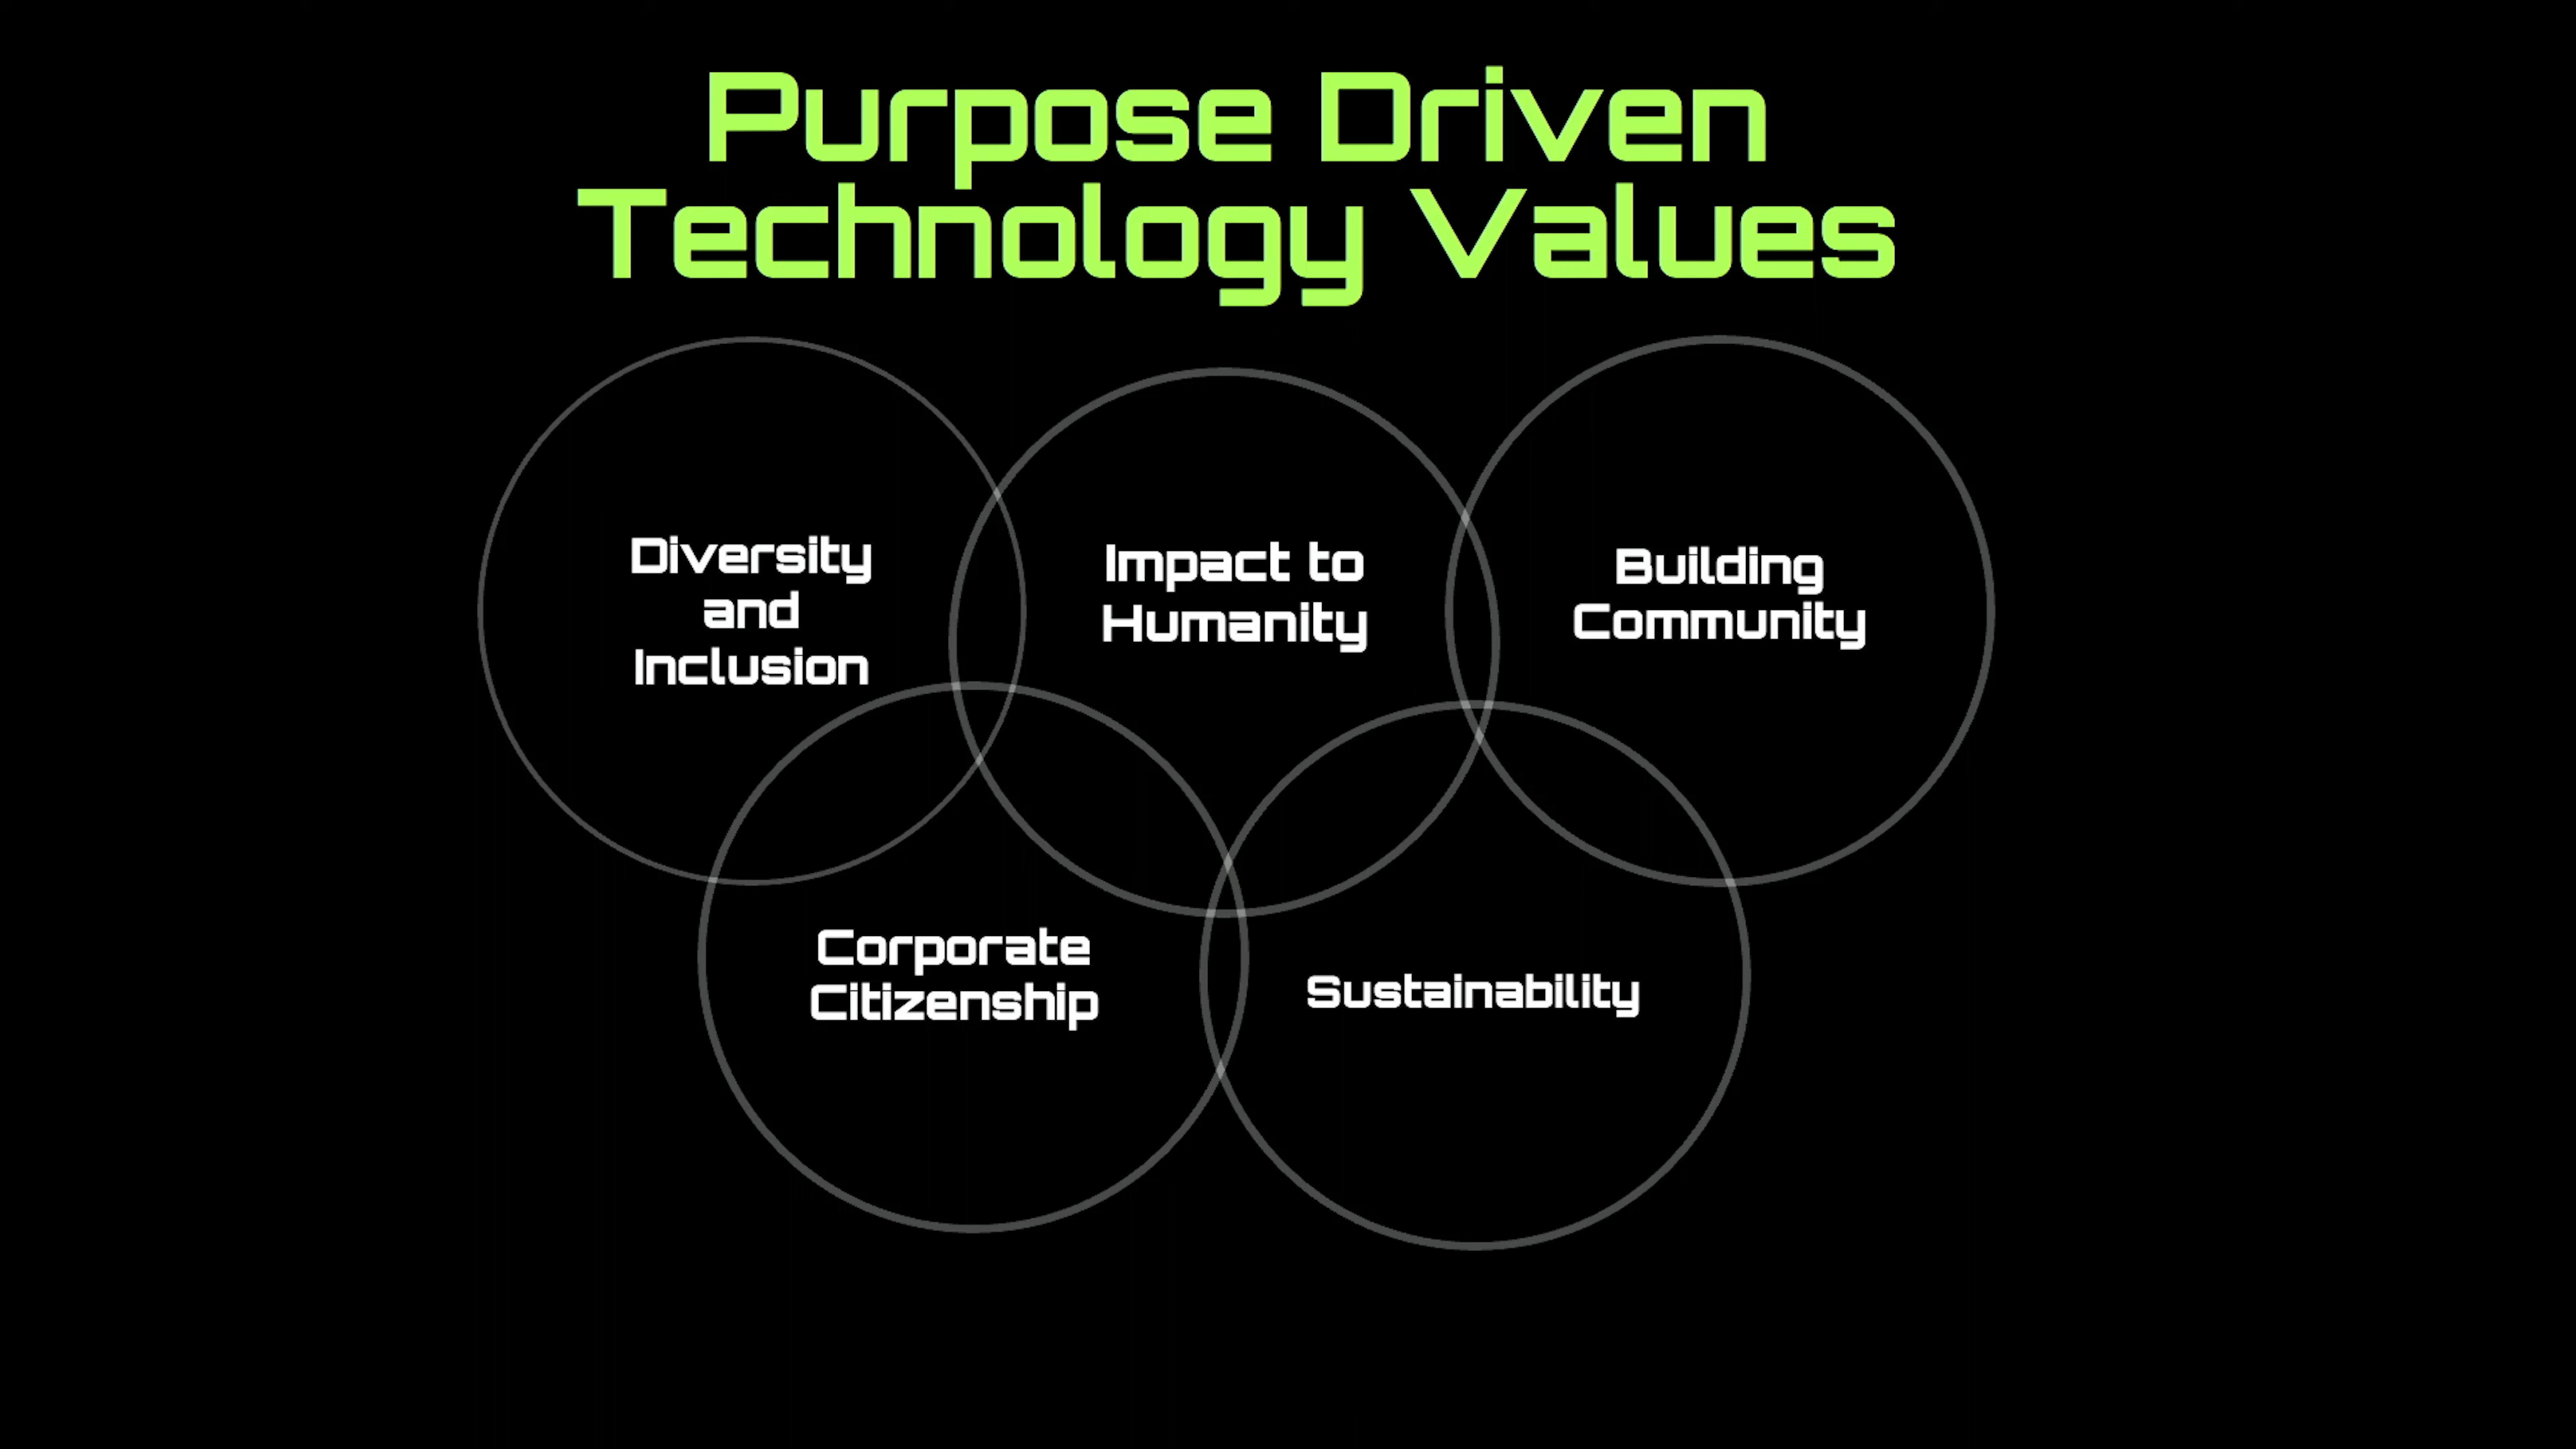 Purpose Driven
Technology Values
Diversity
and
Inclusion
Impact to
Humanity
Building
Community
Corporate
Citizenship
Sustainability